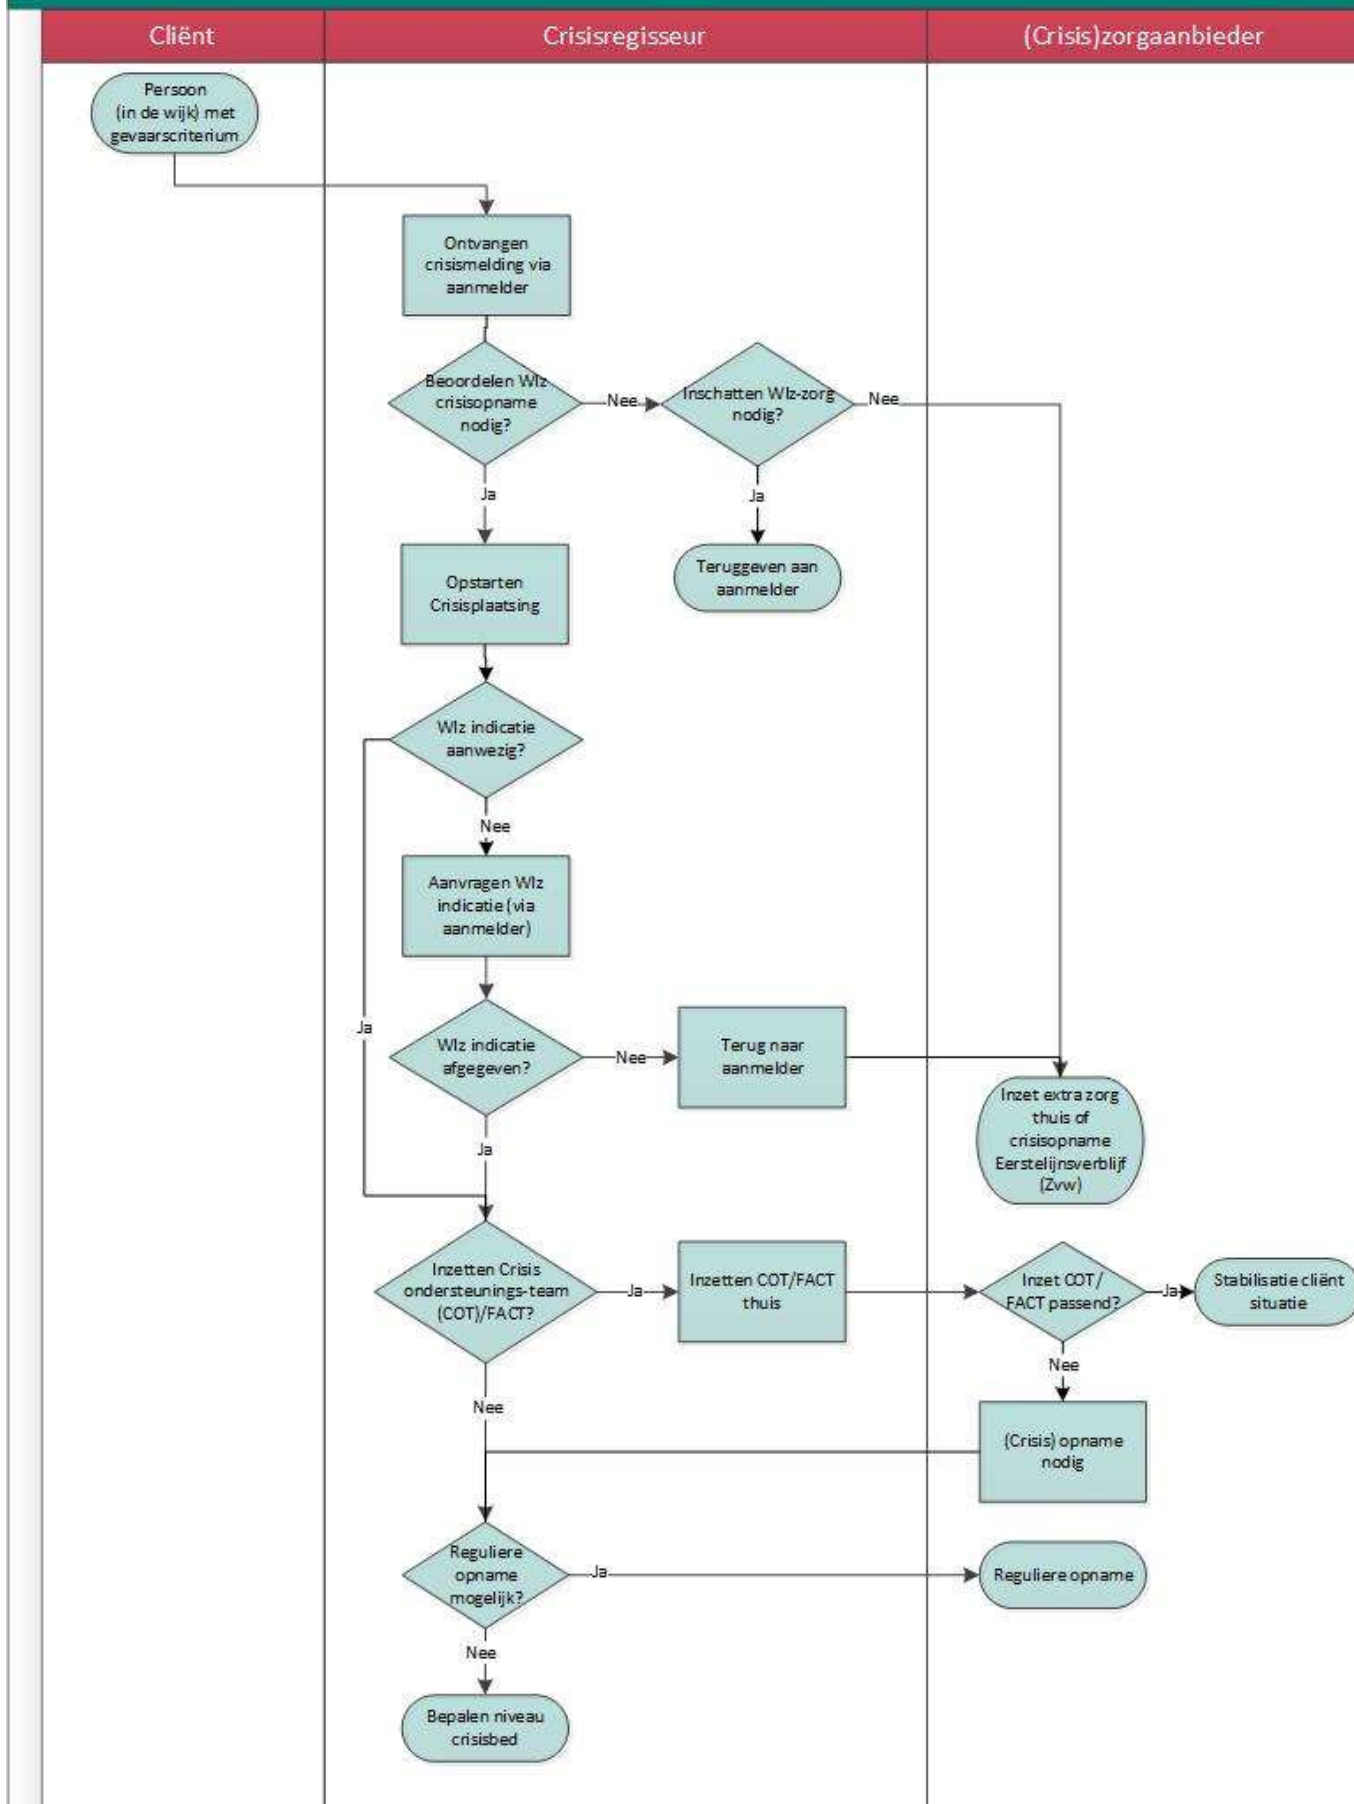 Cliënt
Crisisregisseur
(Crisis)zorgaanbieder
Persoon
(in de wijk) met
gevaarscriterium
Ontvangen
crisismelding via
aanmelder
Beoordelen Wlz
crisisopname
nodig?
Nee
Inschatten Wlz-zorg
nodig?
Nee
Ja
Ja
Opstarten
Crisisplaatsing
Teruggeven aan
aanmelder
Wlz indicatie
aanwezig?
Nee
Aanvragen Wlz
indicatie (via
aanmelder)
Ja
Wlz indicatie
afgegeven?
Nee
Terug naar
aanmelder
Inzet extra zorg
thuis of
crisisopname
Eerstelijnsverblijf
(Zvw)
Ja
Inzetten Crisis
ondersteunings-team
(COT)/FACT?
Ja
Inzetten COT/FACT
thuis
Inzet COT/
FACT passend?
Ja
Stabilisatie cliënt
situatie
Nee
Nee
(Crisis) opname
nodig
Reguliere
opname
mogelijk?
Ja
Reguliere opname
Nee
Bepalen niveau
crisisbed